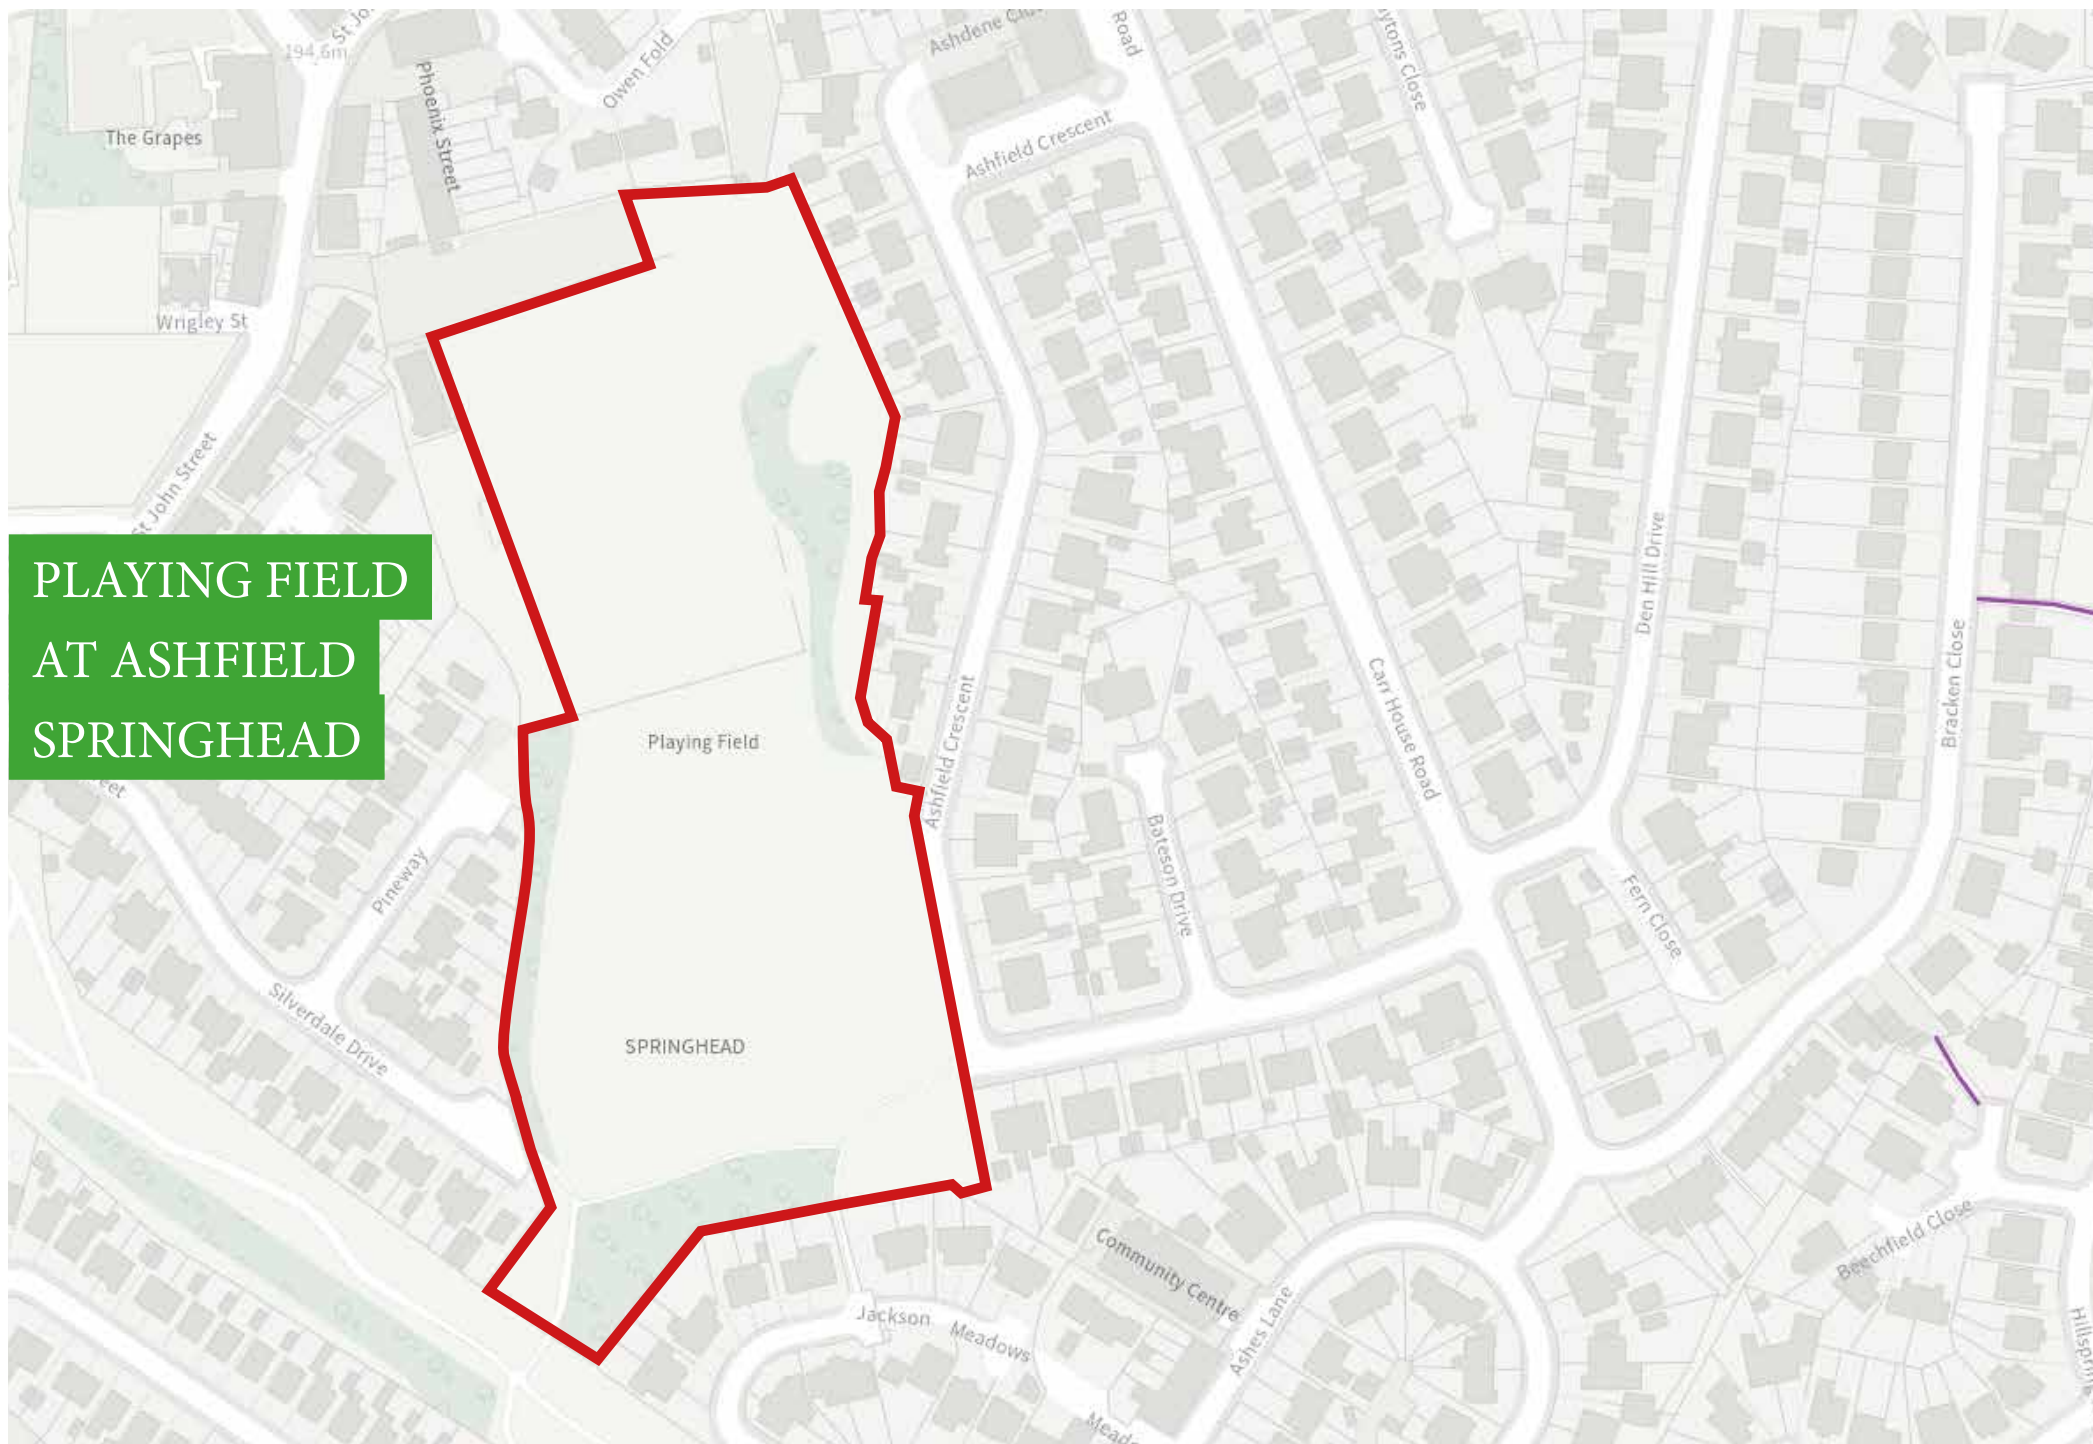 194.6m
Ashdene
Road
Owen Fold
Phoenix Street
The Grapes
Ashfield Crescent
Wrigley St
St John Street
PLAYING FIELD
AT ASHFIELD
SPRINGHEAD
Den Hill Drive
Bracken Close
Carr House Road
Playing Field
Ashfield Crescent
Bateson Drive
Pineway
Fern Close
Silverdale Drive
SPRINGHEAD
Community Centre
Beechfield Close
Ashes Lane
Jackson
Meadows